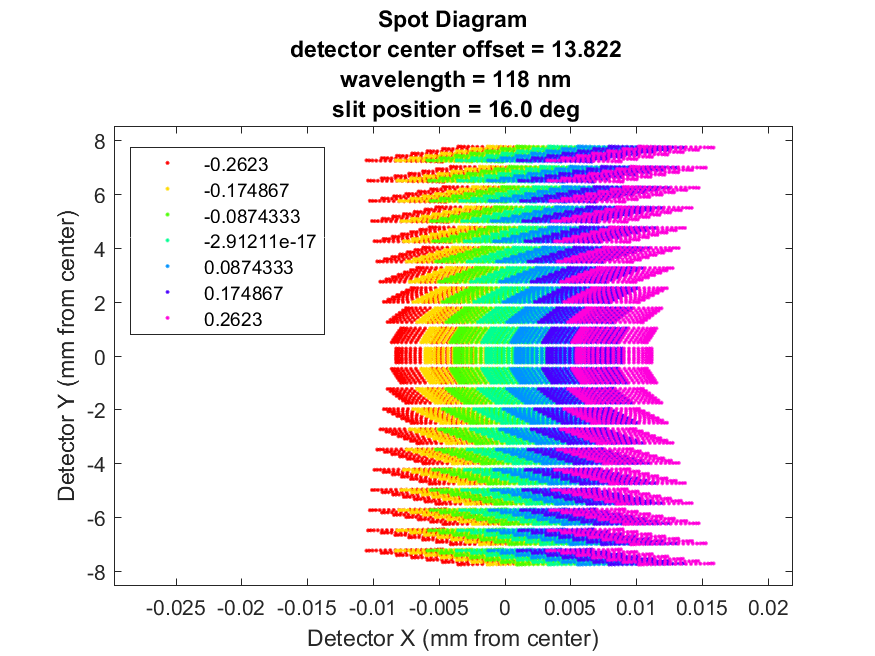 Spot Diagram
detector center offset = 13.822
wavelength = 118 nm
slit position = 16.0 deg
-0.2623
-0.174867
-0.0874333
-2.91211e-17
0.0874333
0.174867
0.2623
8
6
4
2
0
-2
-4
-6
-8
Detector Y (mm from center)
-0.025 -0.02 -0.015 -0.01 -0.005 0 0.005 0.01 0.015 0.02
Detector X (mm from center)